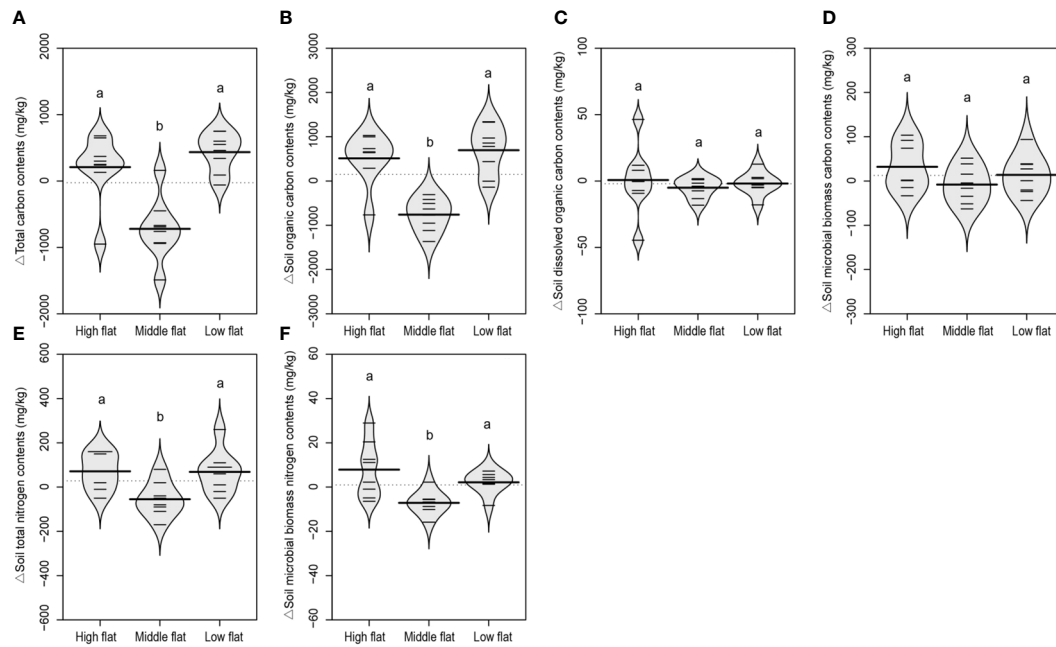 A
△Total carbon contents (mg/kg)
2000
1000
0
−1000
−2000
a
b
a
High flat Middle flat Low flat
B
△Soil organic carbon contents (mg/kg)
3000
2000
1000
0
−1000
−2000
−3000
a
b
a
High flat Middle flat Low flat
C
△Soil dissolved organic carbon contents (mg/kg)
100
50
0
−50
−100
a
a
a
High flat Middle flat Low flat
D
△Soil microbial biomass carbon contents (mg/kg)
300
200
100
0
−100
−200
−300
a
a
a
High flat Middle flat Low flat
E
△Soil total nitrogen contents (mg/kg)
600
400
200
0
−200
−400
−600
a
b
a
High flat Middle flat Low flat
F
△Soil microbial biomass nitrogen contents (mg/kg)
60
40
20
0
−20
−40
−60
a
b
a
High flat Middle flat Low flat